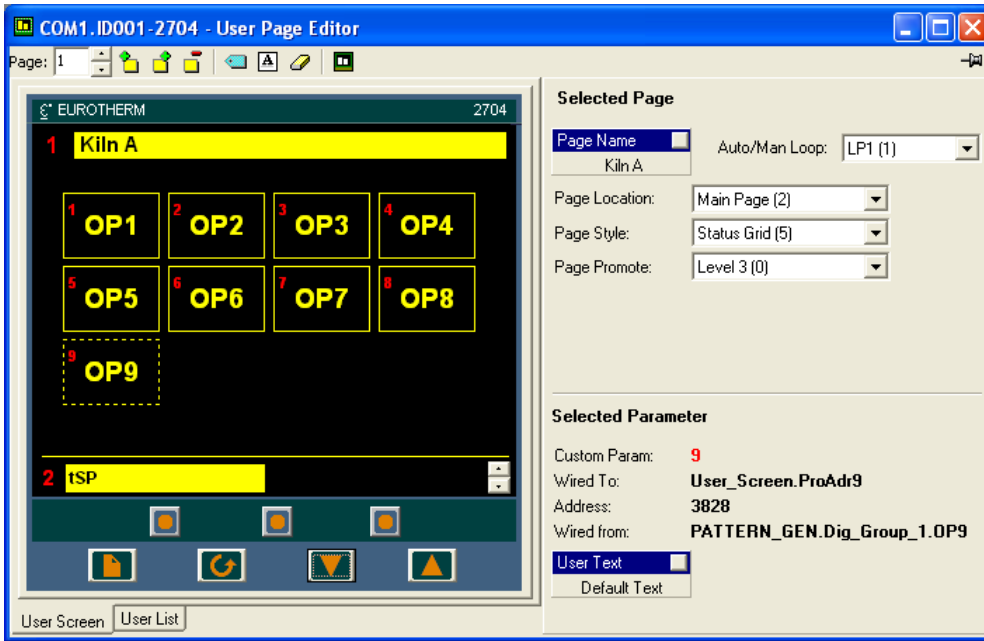 COM1.ID001-2704 - User Page Editor
Page: 1
EUROTHERM 2704
1 Kiln A
1 OP1 2 OP2 3 OP3 4 OP4
5 OP5 6 OP6 7 OP7 8 OP8
9 OP9
2 tSP
User Screen User List
Selected Page
Page Name
Kiln A
Auto/Man Loop: LP1 (1)
Page Location: Main Page (2)
Page Style: Status Grid (5)
Page Promote: Level 3 (0)
Selected Parameter
Custom Param: 9
Wired To: User_Screen.ProAdr9
Address: 3828
Wired from: PATTERN_GEN.Dig_Group_1.OP9
User Text
Default Text